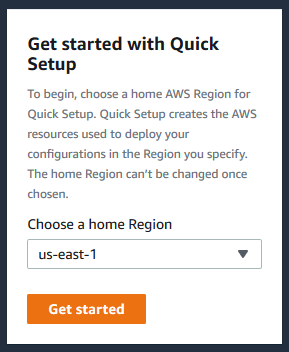 Get started with Quick
Setup
To begin, choose a home AWS Region for
Quick Setup. Quick Setup creates the AWS
resources used to deploy your
configurations in the Region you specify.
The home Region can't be changed once
chosen.
Choose a home Region
us-east-1
Get started